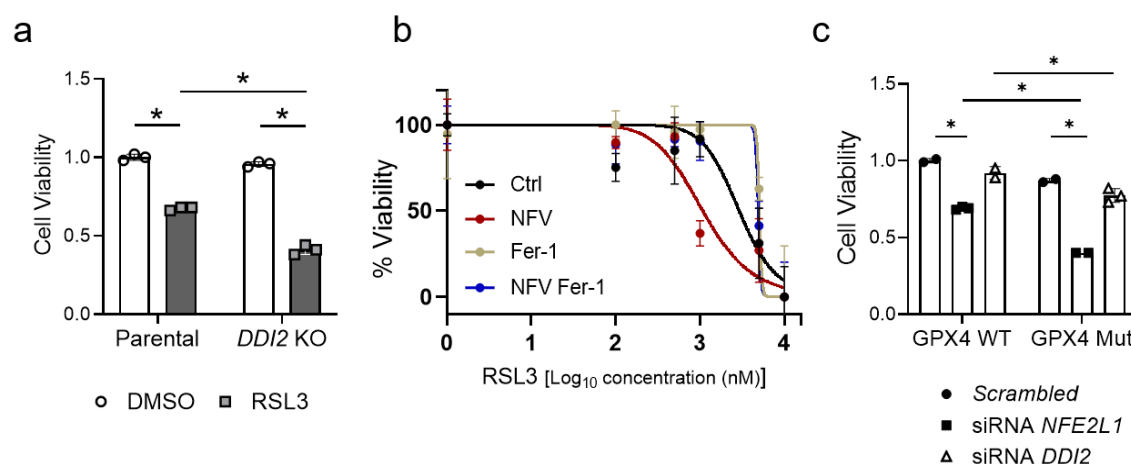 a
Cell Viability
1.5
1.0
0.5
0.0
*
*
*
Parental
DDI2 KO
DMSO
RSL3
b
% Viability
100
50
0
Ctrl
NFV
Fer-1
NFV Fer-1
0
1
2
3
4
RSL3 [Log₁₀ concentration (nM)]
c
Cell Viability
1.5
1.0
0.5
0.0
*
*
*
*
GPX4 WT
GPX4 Mut
Scrambled
siRNA NFE2L1
siRNA DDI2